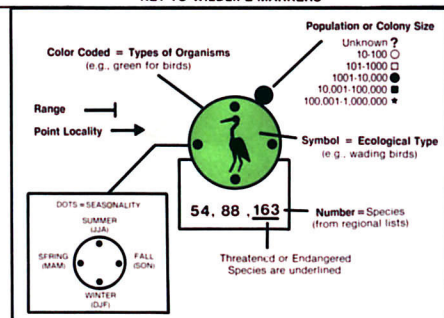 KEY TO WILDLIFE MARKERS
Population or Colony Size
Unknown ?
10-100 ○
101-1000 □
1001-10,000 ●
10,001-100,000 ■
100,001-1,000,000 ★
Color Coded = Types of Organisms
(e.g., green for birds)
Range
Point Locality
Symbol = Ecological Type
(e.g., wading birds)
54, 88, 163
Number = Species
(from regional lists)
Threatened or Endangered
Species are underlined
DOTS = SEASONALITY
SUMMER
(JJA)
SPRING
(MAM)
FALL
(SON)
WINTER
(DJF)